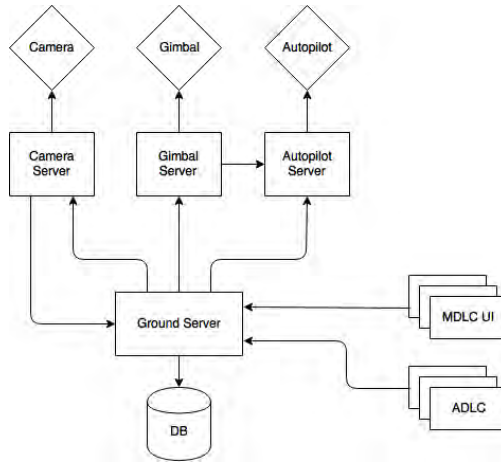 Camera
Gimbal
Autopilot
Camera
Server
Gimbal
Server
Autopilot
Server
Ground Server
MDLC UI
ADLC
DB